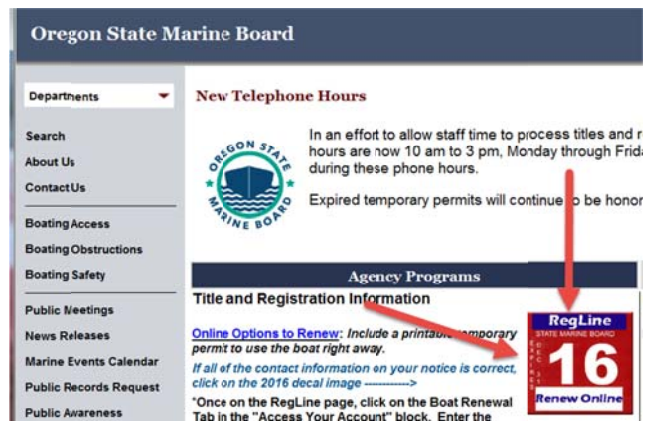 Oregon State Marine Board
Departments
Search
About Us
Contact Us
Boating Access
Boating Obstructions
Boating Safety
Public Meetings
News Releases
Marine Events Calendar
Public Records Request
Public Awareness
New Telephone Hours
OREGON STATE
MARINE BOARD
In an effort to allow staff time to process titles and r
hours are now 10 am to 3 pm, Monday through Frid
during these phone hours.
Expired temporary permits will continue to be honor
Agency Programs
Title and Registration Information
Online Options to Renew: Include a printable temporary
permit to use the boat right away.
If all of the contact information on your notice is correct,
click on the 2016 decal image ------------>
*Once on the RegLine page, click on the Boat Renewal
Tab in the "Access Your Account" block. Enter the
RegLine
STATE MARINE BOARD
EXPIRES
DEC 31
16
Renew Online